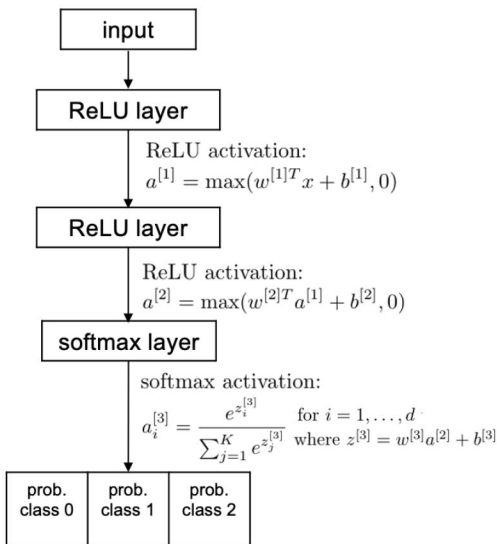 input
ReLU layer
ReLU activation:
a^{[1]} = max(w^{[1]T} x + b^{[1]}, 0)
ReLU layer
ReLU activation:
a^{[2]} = max(w^{[2]T} a^{[1]} + b^{[2]}, 0)
softmax layer
softmax activation:
a_i^{[3]} = \frac{e^{z_i^{[3]}}}{\sum_{j=1}^{K} e^{z_j^{[3]}}} for i = 1, . . . , d
where z^{[3]} = w^{[3]} a^{[2]} + b^{[3]}
prob. class 0
prob. class 1
prob. class 2